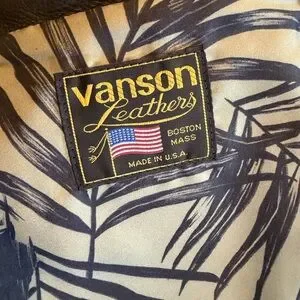 vanson
Leathers
BOSTON
MASS
MADE IN U.S.A.